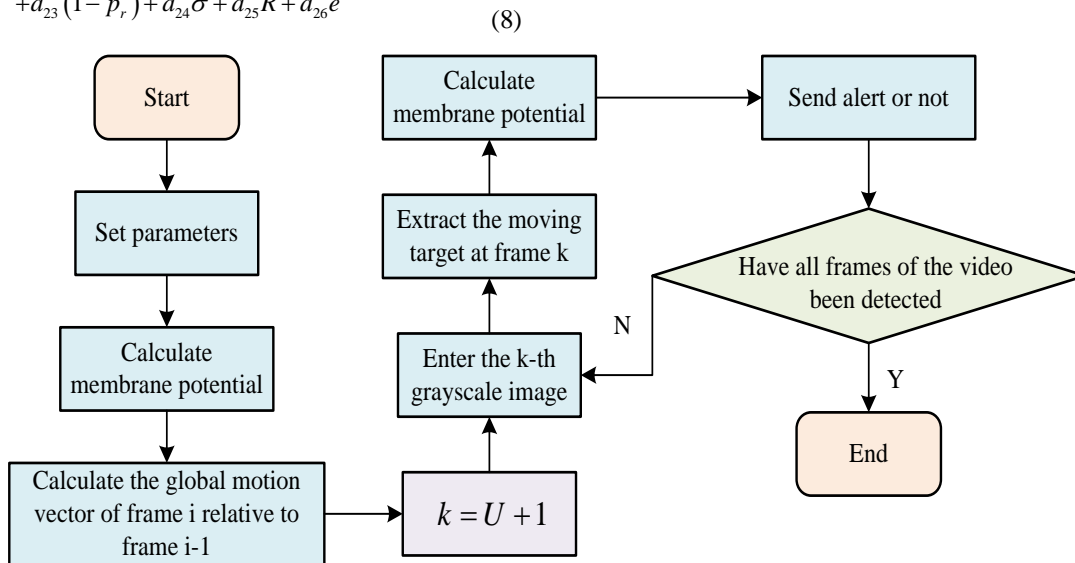 +a₂₃(1−pᵣ)+a₂₄σ+a₂₅R+a₂₆e
(8)
Start
Set parameters
Calculate
membrane potential
Calculate the global motion
vector of frame i relative to
frame i-1
k = U + 1
Enter the k-th
grayscale image
Extract the moving
target at frame k
Calculate
membrane potential
Send alert or not
Have all frames of the video
been detected
N
Y
End